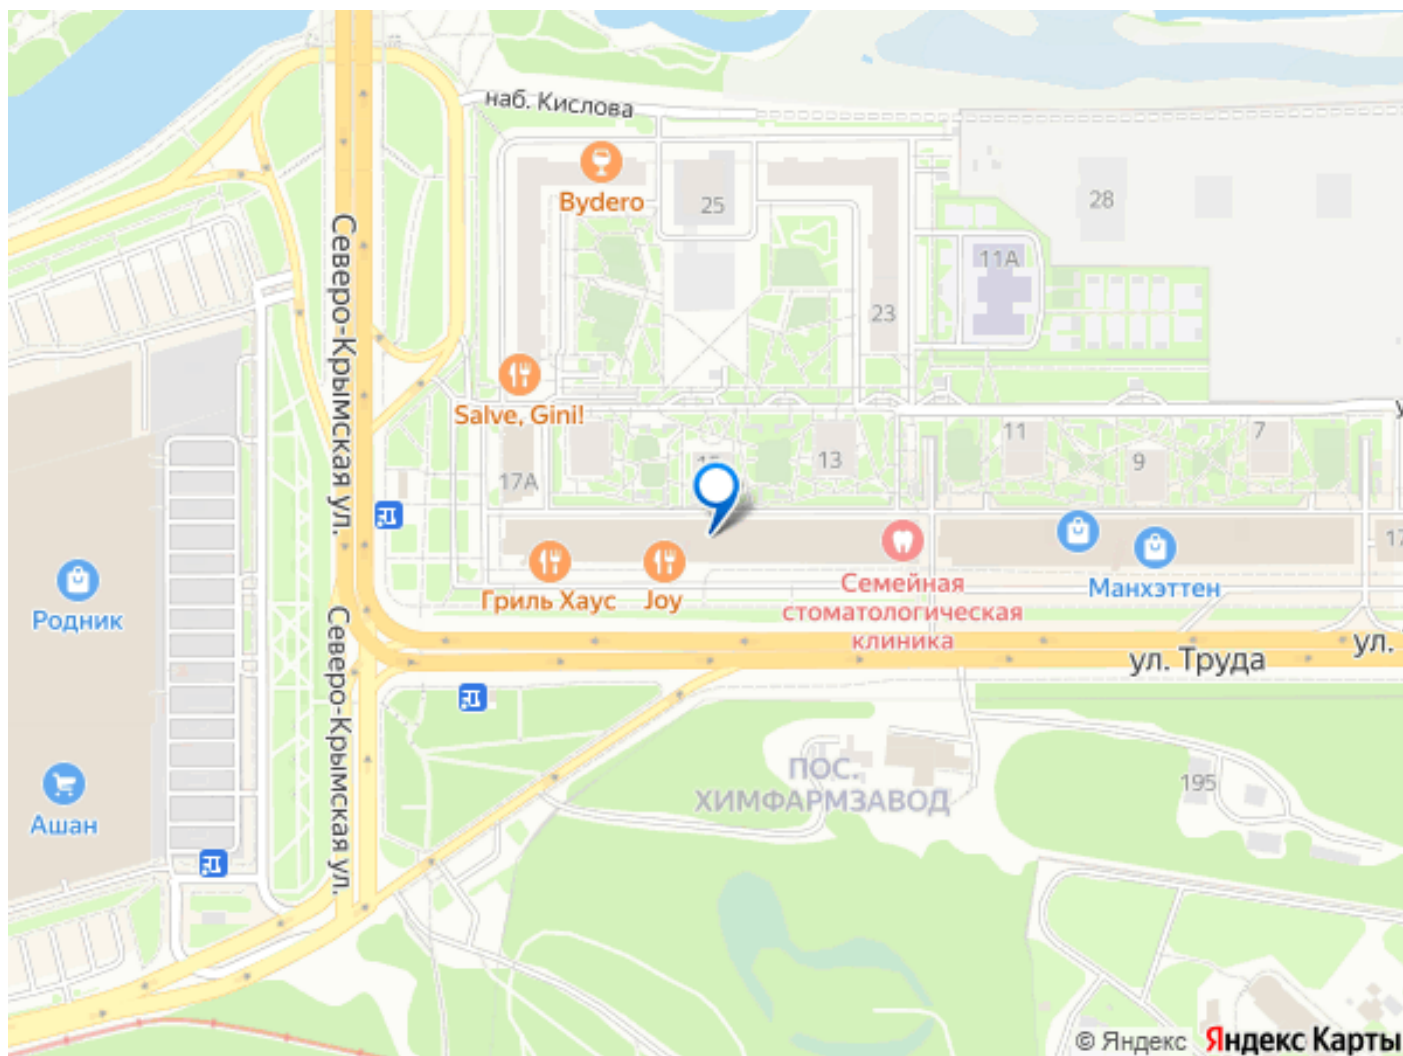 наб. Кислова
Bydero
25
28
Северо-Крымская ул.
11А
23
Salve, Gini!
17А
13
11
9
7
Родник
Гриль Хаус
Joy
Семейная
стоматологическая
клиника
Манхэттен
17
Северо-Крымская ул.
ул. Труда
ул.
Ашан
ПОС.
ХИМФАРМЗАВОД
195
© Яндекс
Яндекс Карты